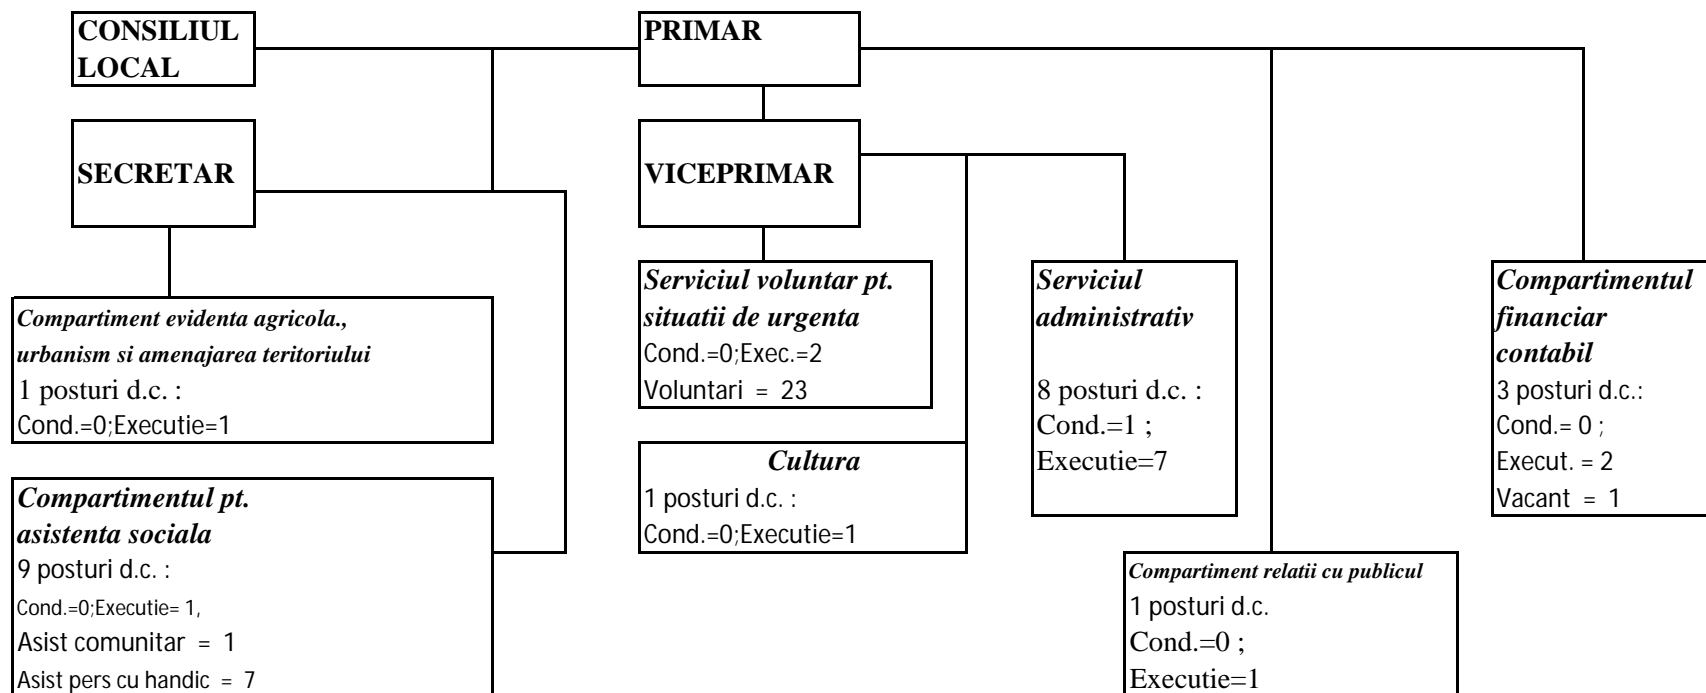 CONSILIUL
LOCAL
PRIMAR
SECRETAR
VICEPRIMAR
Compartiment evidenta agricola.,
urbanism si amenajarea teritoriului
1 posturi d.c. :
Cond.=0;Executie=1
Serviciul voluntar pt.
situatii de urgenta
Cond.=0;Exec.=2
Voluntari = 23
Serviciul
administrativ
8 posturi d.c. :
Cond.=1 ;
Executie=7
Compartimentul
financiar
contabil
3 posturi d.c.:
Cond.= 0 ;
Execut. = 2
Vacant = 1
Cultura
1 posturi d.c. :
Cond.=0;Executie=1
Compartimentul pt.
asistenta sociala
9 posturi d.c. :
Cond.=0;Executie= 1,
Asist comunitar = 1
Asist pers cu handic = 7
Compartiment relatii cu publicul
1 posturi d.c.
Cond.=0 ;
Executie=1